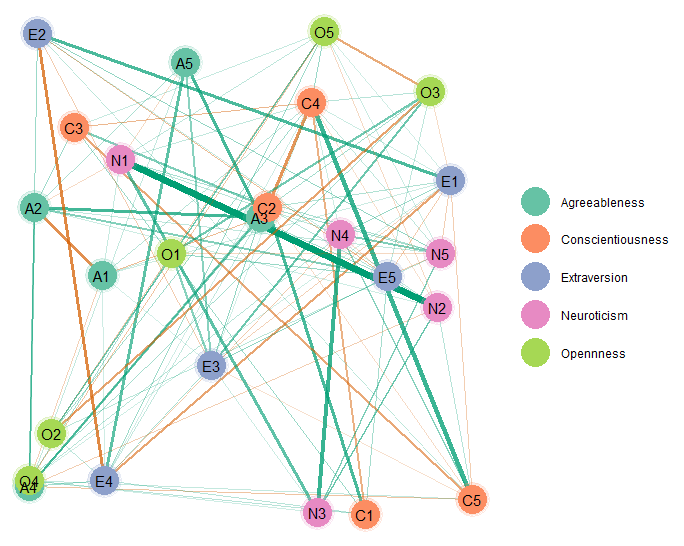 E2
O5
A5
O3
C4
C3
N1
E1
A2
C2
A3
N4
O1
N5
A1
E5
N2
E3
O2
O4
A4
E4
N3
C1
C5
Agreeableness
Conscientiousness
Extraversion
Neuroticism
Opennness